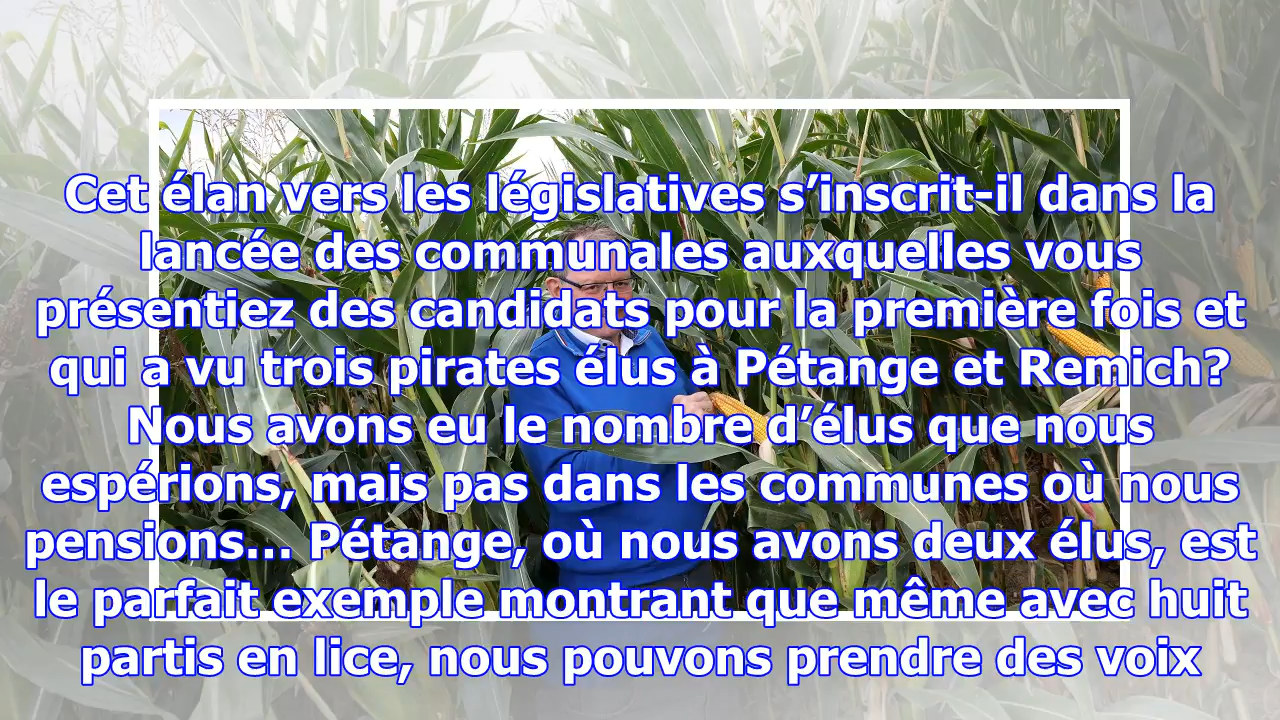 Cet élan vers les législatives s’inscrit-il dans la
lancée des communales auxquelles vous
présentiez des candidats pour la première fois et
qui a vu trois pirates élus à Pétange et Remich?
Nous avons eu le nombre d’élus que nous
espérions, mais pas dans les communes où nous
pensions... Pétange, où nous avons deux élus, est
le parfait exemple montrant que même avec huit
partis en lice, nous pouvons prendre des voix